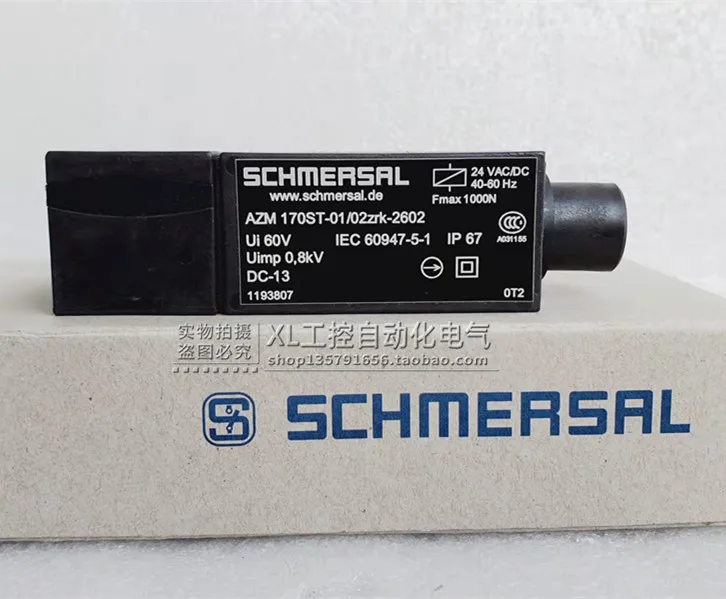 SCHMERSAL
www.schmersal.de
24 VAC/DC
40-60 Hz
Fmax 1000N
AZM 170ST-01/02zrk-2602
Ui 60V IEC 60947-5-1 IP 67
Uimp 0,8kV
DC-13
CCC
A031155
1193807 0T2
实物拍摄
盗图必究
XL工控自动化电气
shop135791656.taobao.com
S SCHMERSAL